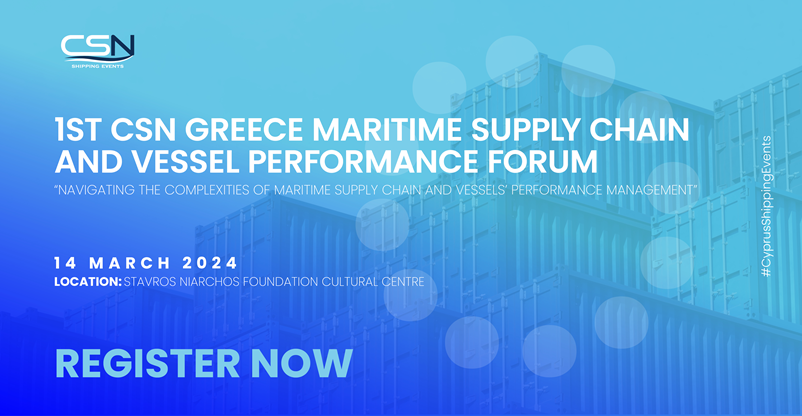 CSN
SHIPPING EVENTS
1ST CSN GREECE MARITIME SUPPLY CHAIN
AND VESSEL PERFORMANCE FORUM
"NAVIGATING THE COMPLEXITIES OF MARITIME SUPPLY CHAIN AND VESSELS' PERFORMANCE MANAGEMENT"
14 MARCH 2024
LOCATION: STAVROS NIARCHOS FOUNDATION CULTURAL CENTRE
REGISTER NOW
#CyprusShippingEvents